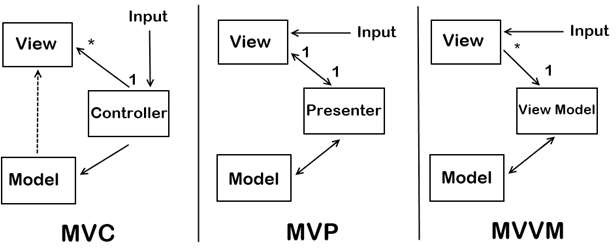 Input
View
*
1
Controller
Model
MVC
Input
View
1
1
Presenter
Model
MVP
Input
View
*
1
View Model
Model
MVVM